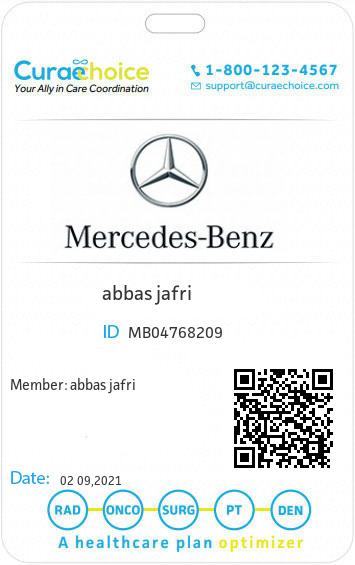 Curaechoice
Your Ally in Care Coordination
1-800-123-4567
support@curaechoice.com
Mercedes-Benz
abbas jafri
ID MB04768209
Member: abbas jafri
Date: 02 09,2021
RAD ONCO SURG PT DEN
A healthcare plan optimizer